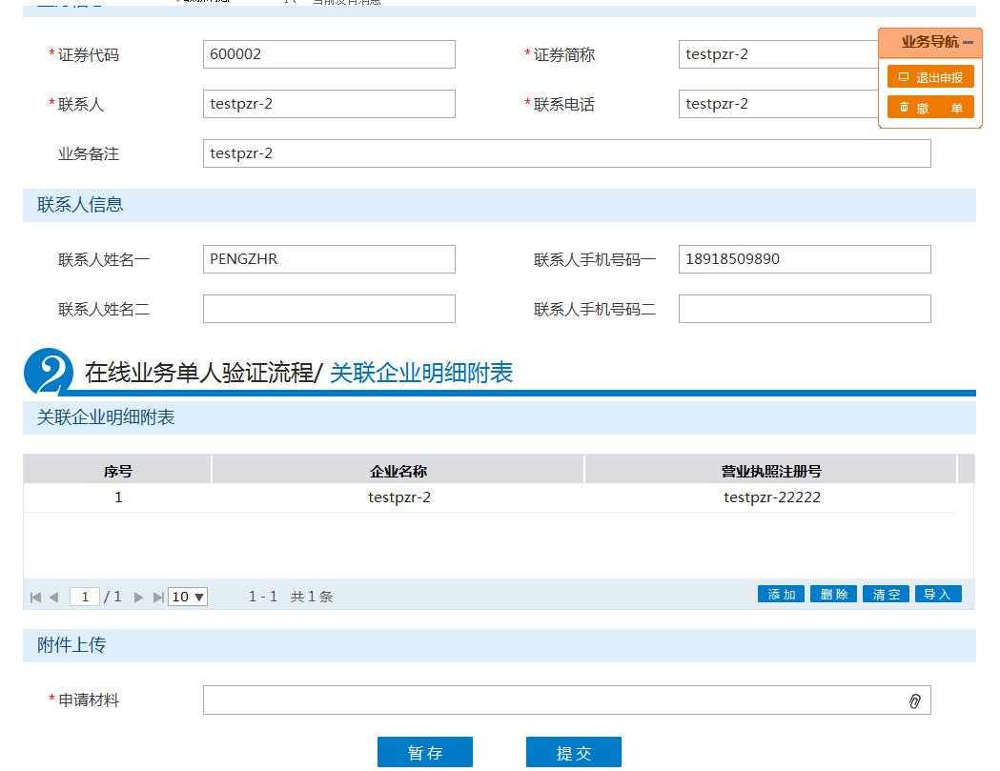 当前没有消息
*证券代码 600002 *证券简称 testpzr-2
业务导航
退出申报
撤 单
*联系人 testpzr-2 *联系电话 testpzr-2
业务备注 testpzr-2
联系人信息
联系人姓名一 PENGZHR 联系人手机号码一 18918509890
联系人姓名二 联系人手机号码二
2 在线业务单人验证流程/ 关联企业明细附表
关联企业明细附表
序号 企业名称 营业执照注册号
1 testpzr-2 testpzr-22222
1 / 1 10 ▼ 1 - 1 共 1 条 添加 删除 清空 导入
附件上传
*申请材料
暂存 提交